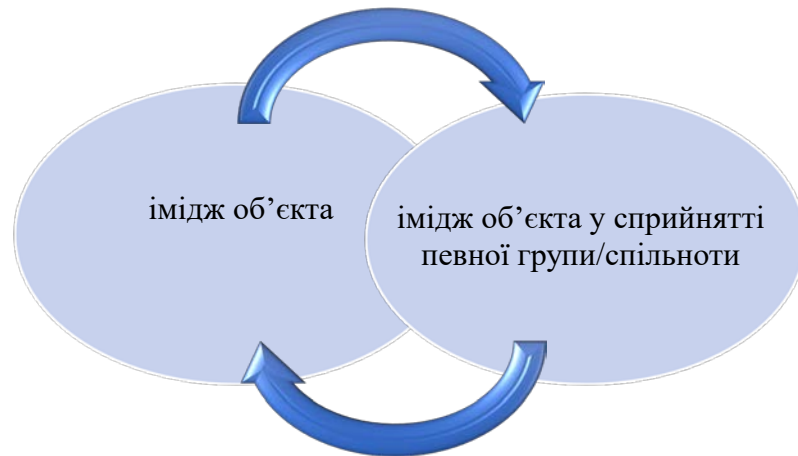 імідж об’єкта
імідж об’єкта у сприйнятті
певної групи/спільноти